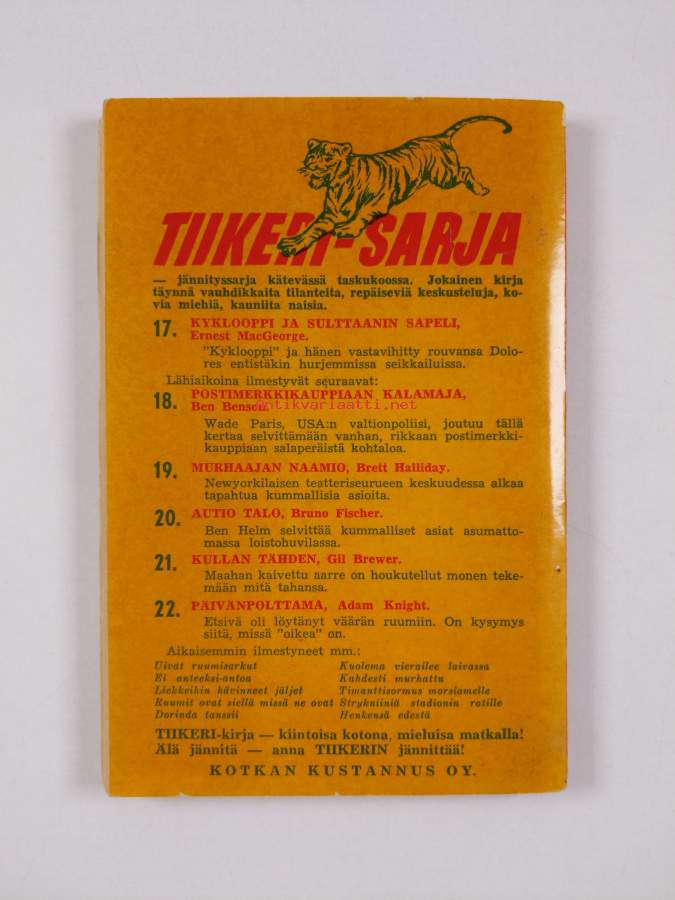 TIIKERI-SARJA
— jännityssarja kätevässä taskukoossa. Jokainen kirja
täynnä vauhdikkaita tilanteita, repäiseviä keskusteluja, ko-
via miehiä, kauniita naisia.
17. KYKLOOPPI JA SULTTAANIN SAPELI,
Ernest MacGeorge.
"Kyklooppi" ja hänen vastavihitty rouvansa Dolo-
res entistäkin hurjemmissa seikkailuissa.
Lähiaikoina ilmestyvät seuraavat:
18. POSTIMERKKIKAUPPIAAN KALAMAJA,
Ben Benson.
antikvariaatti.net
Wade Paris, USA:n valtionpoliisi, joutuu tällä
kertaa selvittämään vanhan, rikkaan postimerkki-
kauppiaan salaperäistä kohtaloa.
19. MURHAAJAN NAAMIO, Brett Halliday.
Newyorkilaisen teatteriseurueen keskuudessa alkaa
tapahtua kummallisia asioita.
20. AUTIO TALO, Bruno Fischer.
Ben Helm selvittää kummalliset asiat asumatto-
massa loistohuvilassa.
21. KULLAN TÄHDEN, Gil Brewer.
Maahan kaivettu aarre on houkutellut monen teke-
mään mitä tahansa.
22. PÄIVÄNPOLTTAMA, Adam Knight.
Etsivä oli löytänyt väärän ruumiin. On kysymys
siitä, missä "oikea" on.
Aikaisemmin ilmestyneet mm.:
Uivat ruumisarkut
Ei anteeksi-antoa
Liekkeihin hävinneet jäljet
Ruumit ovat siellä missä ne ovat
Dorinda tanssii
Kuolema vierailee laivassa
Kahdesti murhattu
Timanttisormus morsiamelle
Strykniiniä stadionin rotille
Henkensä edestä
TIIKERI-kirja — kiintoisa kotona, mieluisa matkalla!
Älä jännitä — anna TIIKERIN jännittää!
KOTKAN KUSTANNUS OY.